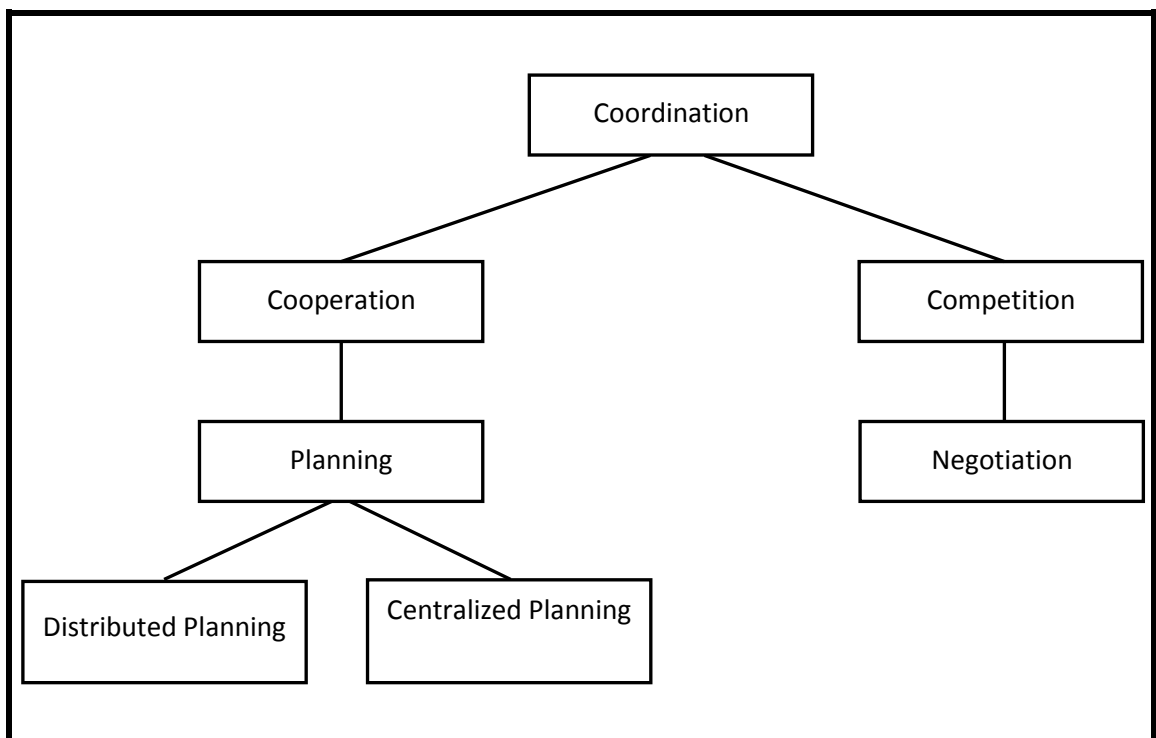 Coordination
Cooperation
Competition
Planning
Negotiation
Distributed Planning
Centralized Planning